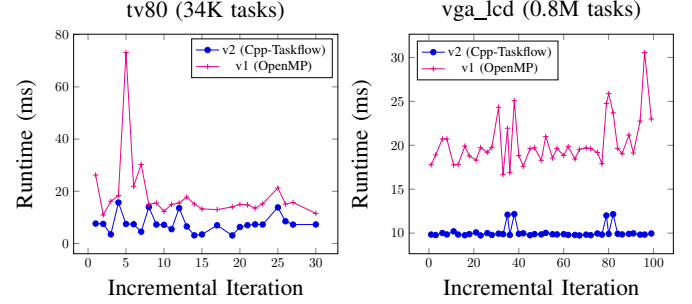 tv80 (34K tasks)
80
60
40
20
0
0
5
10
15
20
25
30
Runtime (ms)
Incremental Iteration
v2 (Cpp-Taskflow)
v1 (OpenMP)
vga_lcd (0.8M tasks)
30
25
20
15
10
0
20
40
60
80
100
Runtime (ms)
Incremental Iteration
v2 (Cpp-Taskflow)
v1 (OpenMP)